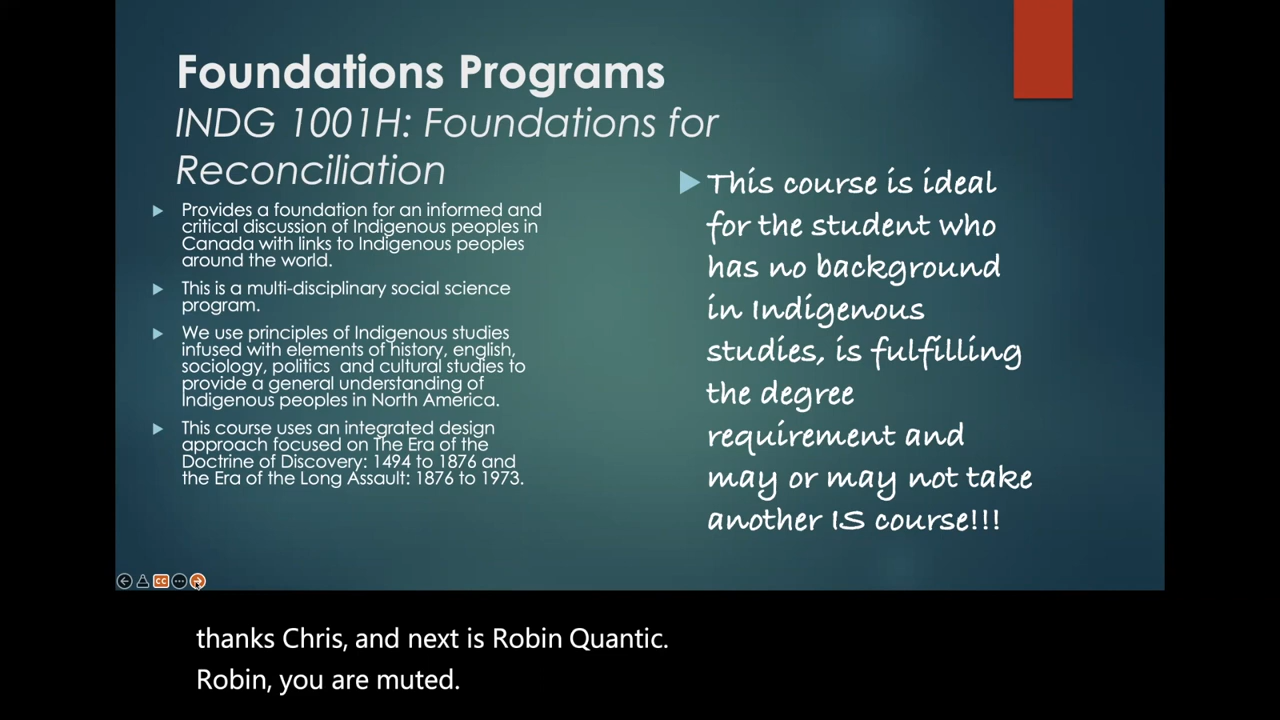 Foundations Programs
INDG 1001H: Foundations for
Reconciliation
Provides a foundation for an informed and
critical discussion of Indigenous peoples in
Canada with links to Indigenous peoples
around the world.
This is a multi-disciplinary social science
program.
We use principles of Indigenous studies
infused with elements of history, english,
sociology, politics  and cultural studies to
provide a general understanding of
Indigenous peoples in North America.
This course uses an integrated design
approach focused on The Era of the
Doctrine of Discovery: 1494 to 1876 and
the Era of the Long Assault: 1876 to 1973.
This course is ideal
for the student who
has no background
in Indigenous
studies, is fulfilling
the degree
requirement and
may or may not take
another IS course!!!
CC
thanks Chris, and next is Robin Quantic.
Robin, you are muted.